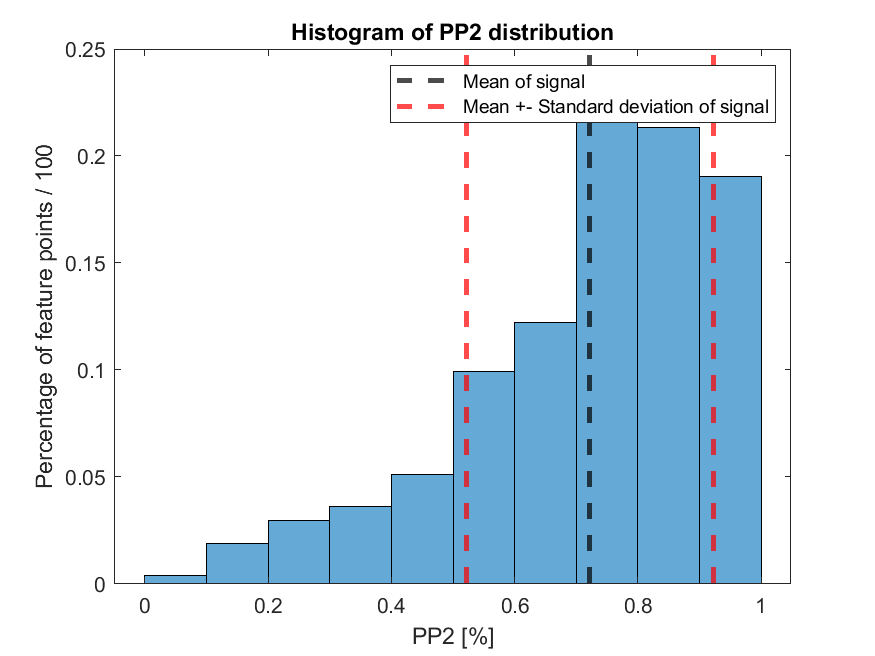 Histogram of PP2 distribution
Mean of signal
Mean +- Standard deviation of signal
Percentage of feature points / 100
0.25
0.2
0.15
0.1
0.05
0
0 0.2 0.4 0.6 0.8 1
PP2 [%]